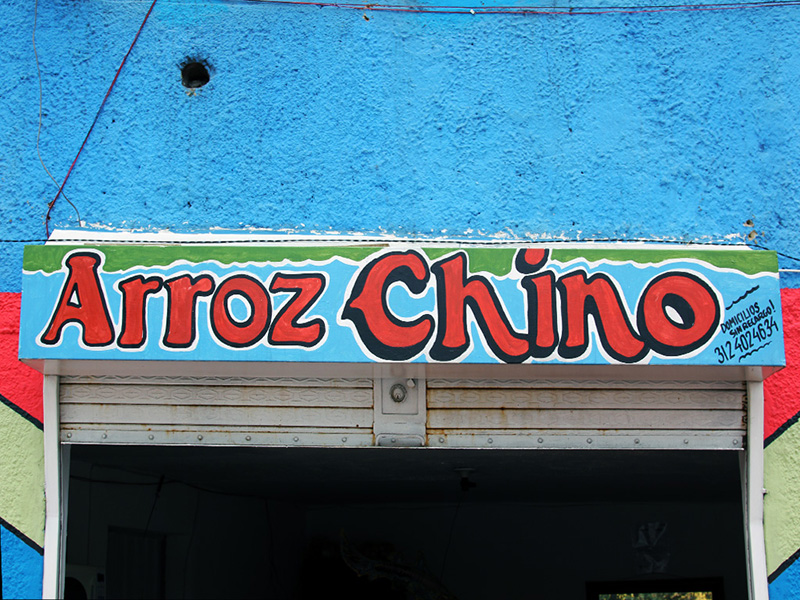 Arroz Chino
DOMICILIOS
SIN RECARGO!
312 4024634